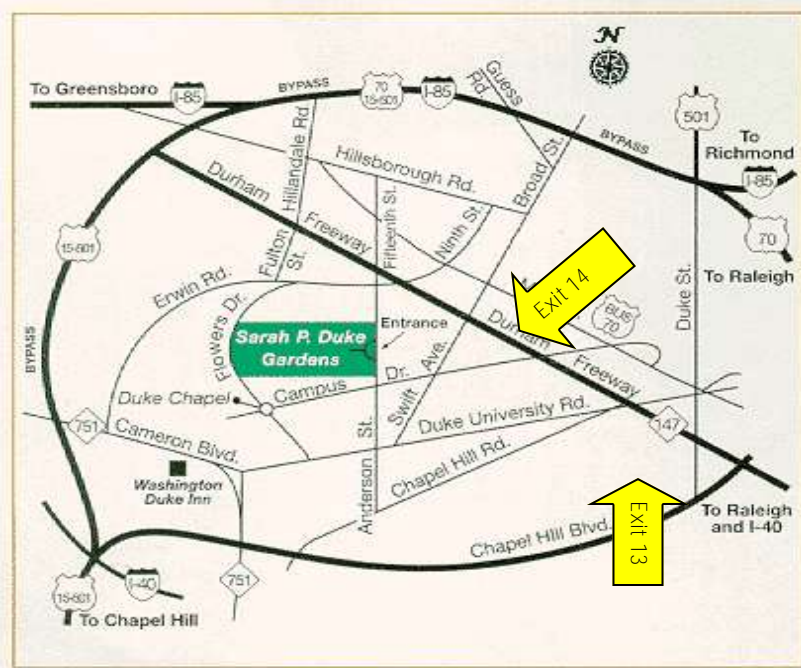 N
To Greensboro
I-85
BYPASS
70
15-501
I-85
Guess
Rd.
BYPASS
501
To
Richmond
I-85
70
To Raleigh
Hillandale Rd
Hillsborough Rd.
Broad St.
Durham
Freeway
Fifteenth St.
Ninth St.
15-501
Fulton
St.
Erwin Rd.
Exit 14
BUS
70
Duke St.
Flowers Dr.
Sarah P. Duke
Gardens
Entrance
Durham
Freeway
BYPASS
Campus
Dr.
Swift
Ave.
Duke Chapel
751
Cameron Blvd.
Duke University Rd.
147
Washington
Duke Inn
Anderson
St.
Chapel Hill Rd.
Exit 13
To Raleigh
and I-40
Chapel Hill Blvd.
I-40
751
15-501
To Chapel Hill